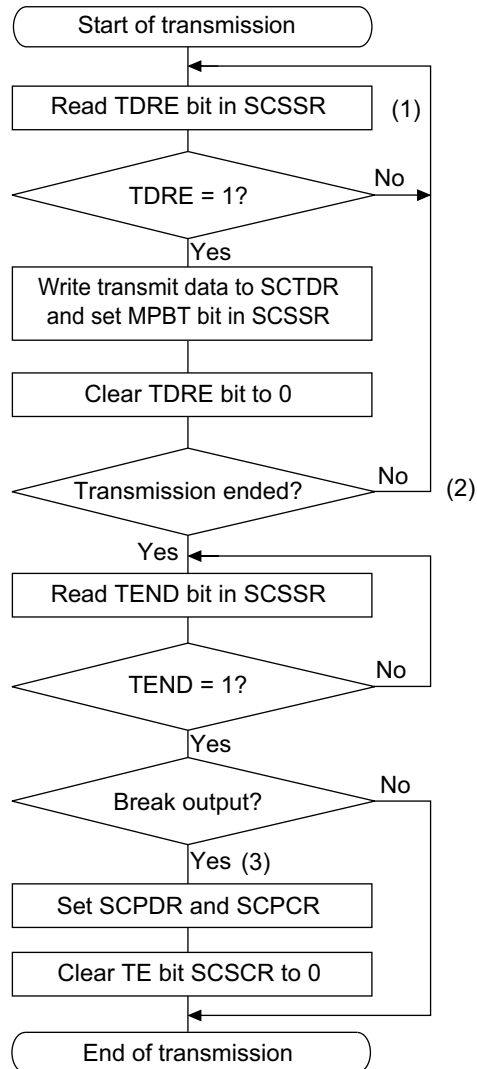 Start of transmission
Read TDRE bit in SCSSR
(1)
TDRE = 1?
No
Yes
Write transmit data to SCTDR
and set MPBT bit in SCSSR
Clear TDRE bit to 0
Transmission ended?
No
(2)
Yes
Read TEND bit in SCSSR
TEND = 1?
No
Yes
Break output?
No
Yes (3)
Set SCPDR and SCPCR
Clear TE bit SCSCR to 0
End of transmission